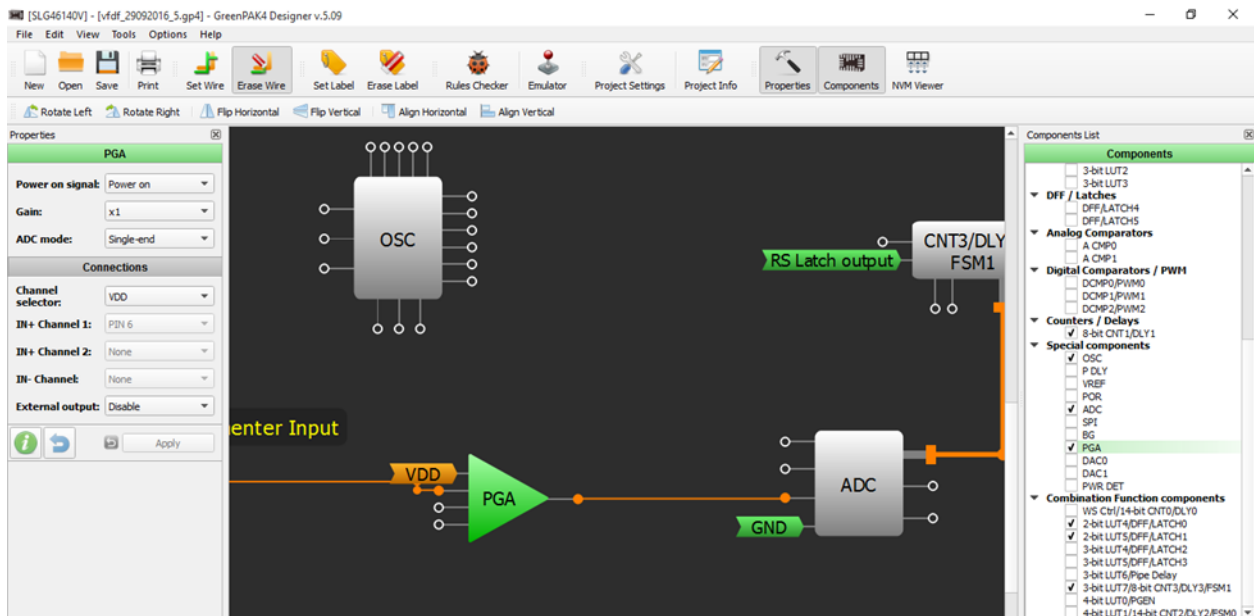 [SLG46140V] - [vfdf_29092016_5.gp4] - GreenPAK4 Designer v.5.09
File Edit View Tools Options Help
New Open Save Print Set Wire Erase Wire Set Label Erase Label Rules Checker Emulator Project Settings Project Info Properties Components NVM Viewer
Rotate Left Rotate Right Flip Horizontal Flip Vertical Align Horizontal Align Vertical
Properties
PGA
Power on signal: Power on
Gain: x1
ADC mode: Single-end
Connections
Channel
selector: VDD
IN+ Channel 1: PIN 6
IN+ Channel 2: None
IN- Channel: None
External output: Disable
Apply
OSC
RS Latch output
CNT3/DLY
FSM1
enter Input
VDD
PGA
ADC
GND
Components List
Components
3-bit LUT2
3-bit LUT3
DFF / Latches
DFF/LATCH4
DFF/LATCH5
Analog Comparators
A CMP0
A CMP1
Digital Comparators / PWM
DCMP0/PWM0
DCMP1/PWM1
DCMP2/PWM2
Counters / Delays
8-bit CNT1/DLY1
Special components
OSC
P DLY
VREF
POR
ADC
SPI
BG
PGA
DAC0
DAC1
PWR DET
Combination Function components
WS Ctrl/14-bit CNT0/DLY0
2-bit LUT4/DFF/LATCH0
2-bit LUT5/DFF/LATCH1
3-bit LUT4/DFF/LATCH2
3-bit LUT5/DFF/LATCH3
3-bit LUT6/Pipe Delay
3-bit LUT7/8-bit CNT3/DLY3/FSM1
4-bit LUT0/PGEN
4-bit LUT1/14-bit CNT2/DLY2/FSM0